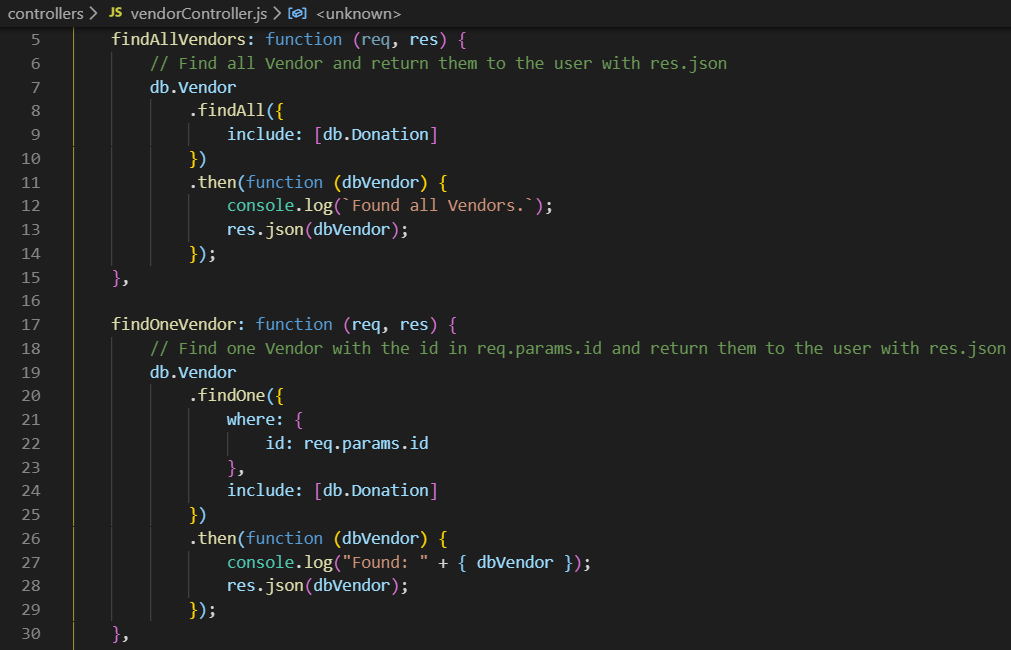 controllers > JS vendorController.js > <unknown>
5 findAllVendors: function (req, res) {
6 // Find all Vendor and return them to the user with res.json
7 db.Vendor
8 .findAll({
9 include: [db.Donation]
10 })
11 .then(function (dbVendor) {
12 console.log(`Found all Vendors.`);
13 res.json(dbVendor);
14 });
15 },
16
17 findOneVendor: function (req, res) {
18 // Find one Vendor with the id in req.params.id and return them to the user with res.json
19 db.Vendor
20 .findOne({
21 where: {
22 id: req.params.id
23 },
24 include: [db.Donation]
25 })
26 .then(function (dbVendor) {
27 console.log("Found: " + { dbVendor });
28 res.json(dbVendor);
29 });
30 },